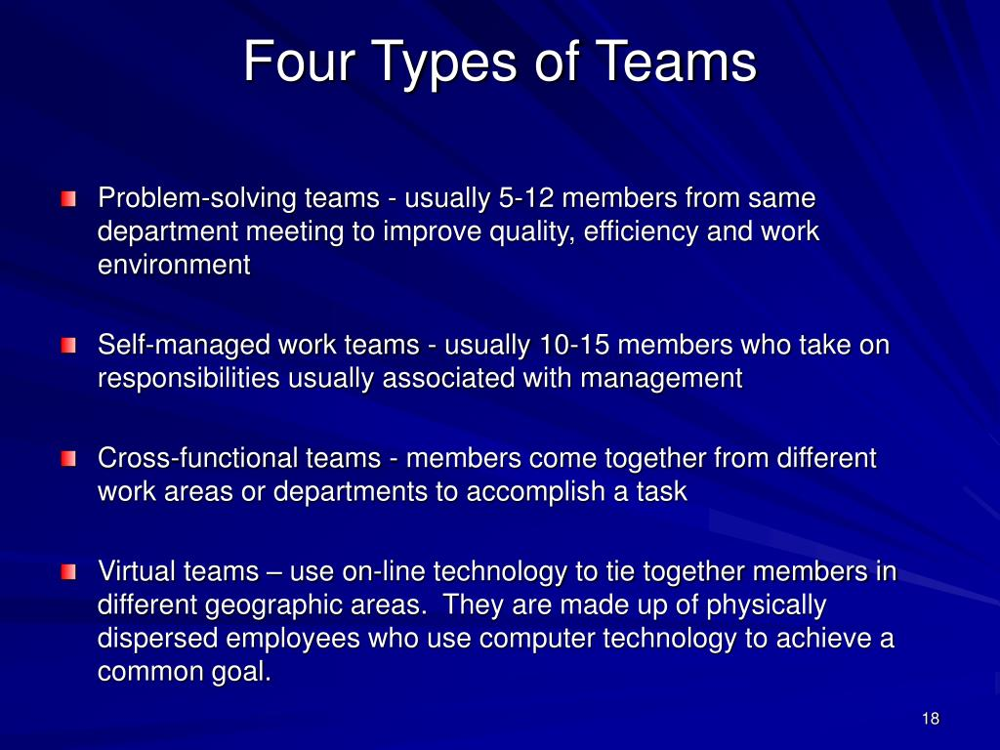 Four Types of Teams
Problem-solving teams - usually 5-12 members from same
department meeting to improve quality, efficiency and work
environment
Self-managed work teams - usually 10-15 members who take on
responsibilities usually associated with management
Cross-functional teams - members come together from different
work areas or departments to accomplish a task
Virtual teams – use on-line technology to tie together members in
different geographic areas.  They are made up of physically
dispersed employees who use computer technology to achieve a
common goal.
18